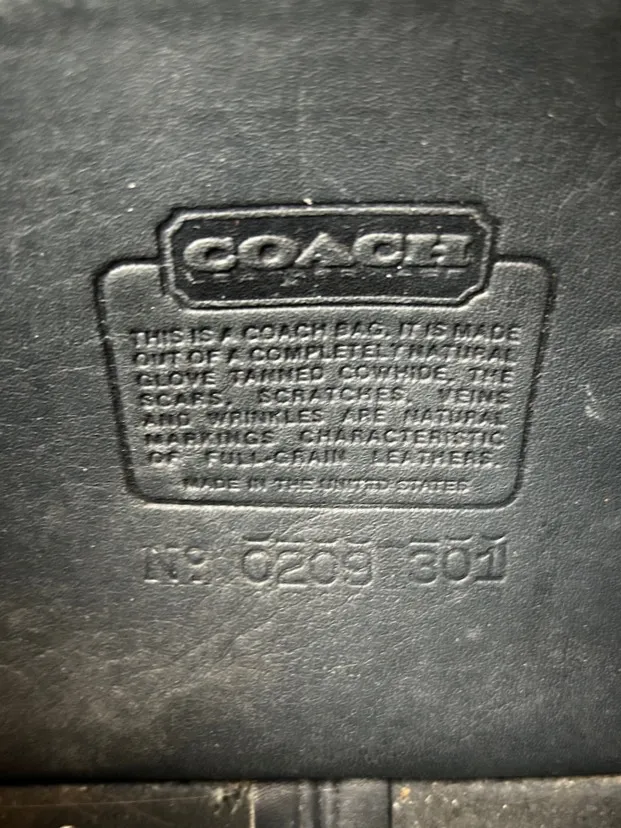 COACH
THIS IS A COACH BAG. IT IS MADE
OUT OF A COMPLETELY NATURAL
GLOVE TANNED COWHIDE. THE
SCARS, SCRATCHES, VEINS
AND WRINKLES ARE NATURAL
MARKINGS CHARACTERISTIC
OF FULL-GRAIN LEATHERS.
MADE IN THE UNITED STATES
No 0209 301